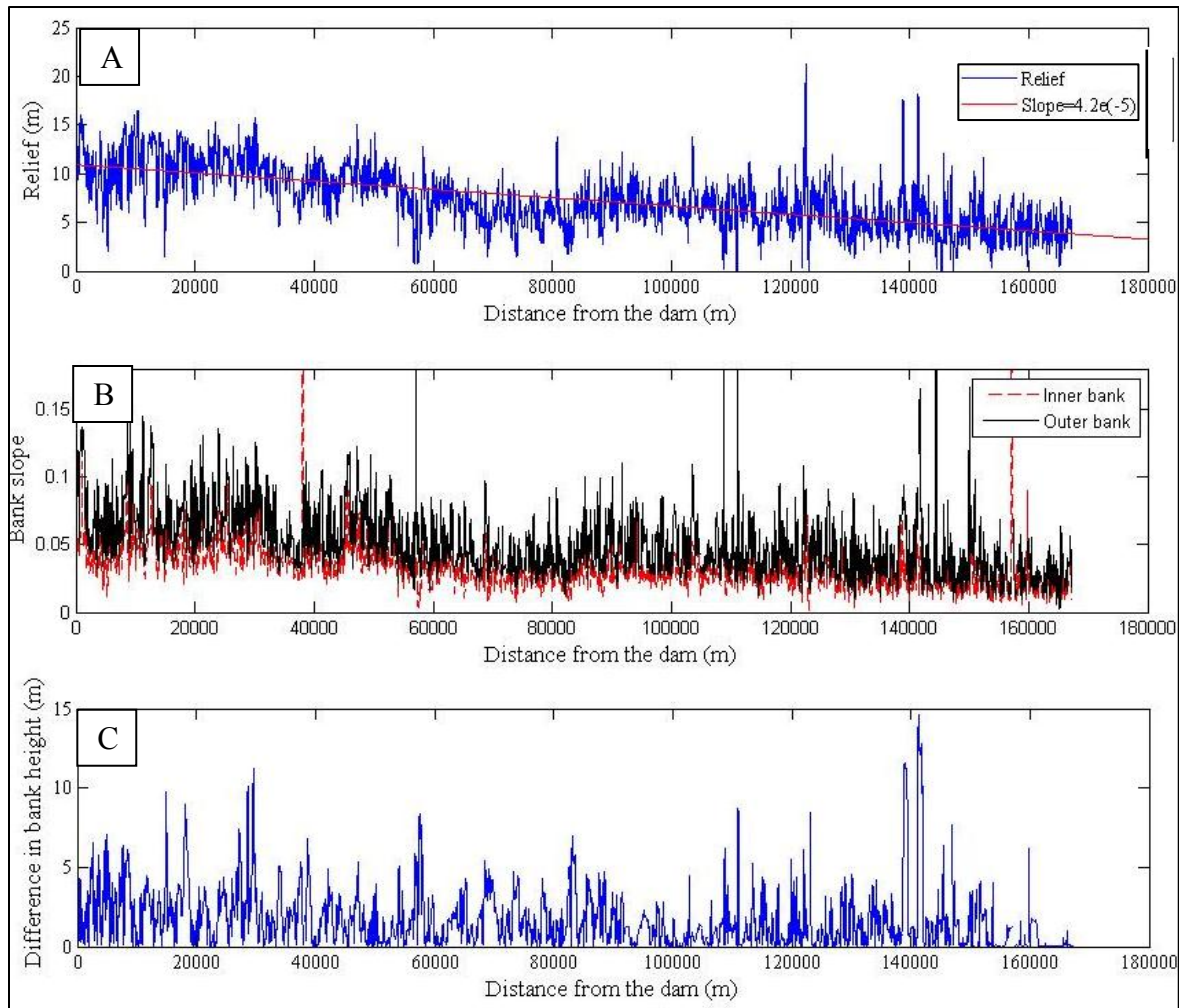 A
25
20
15
10
5
0
Relief (m)
Relief
Slope=4.2e(-5)
0 20000 40000 60000 80000 100000 120000 140000 160000 180000
Distance from the dam (m)
B
0.15
0.1
0.05
0
Bank slope
Inner bank
Outer bank
0 20000 40000 60000 80000 100000 120000 140000 160000 180000
Distance from the dam (m)
C
15
10
5
0
Difference in bank height (m)
0 20000 40000 60000 80000 100000 120000 140000 160000 180000
Distance from the dam (m)